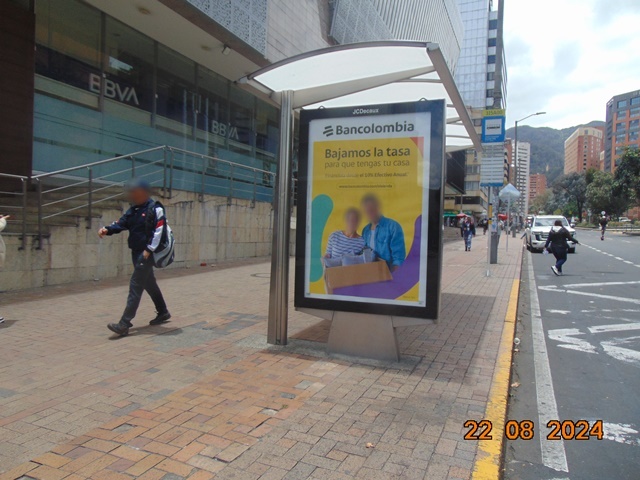 BBVA
BBVA
JCDecaux
Bancolombia
Bajamos la tasa
para que tengas tu casa
22 08 2024